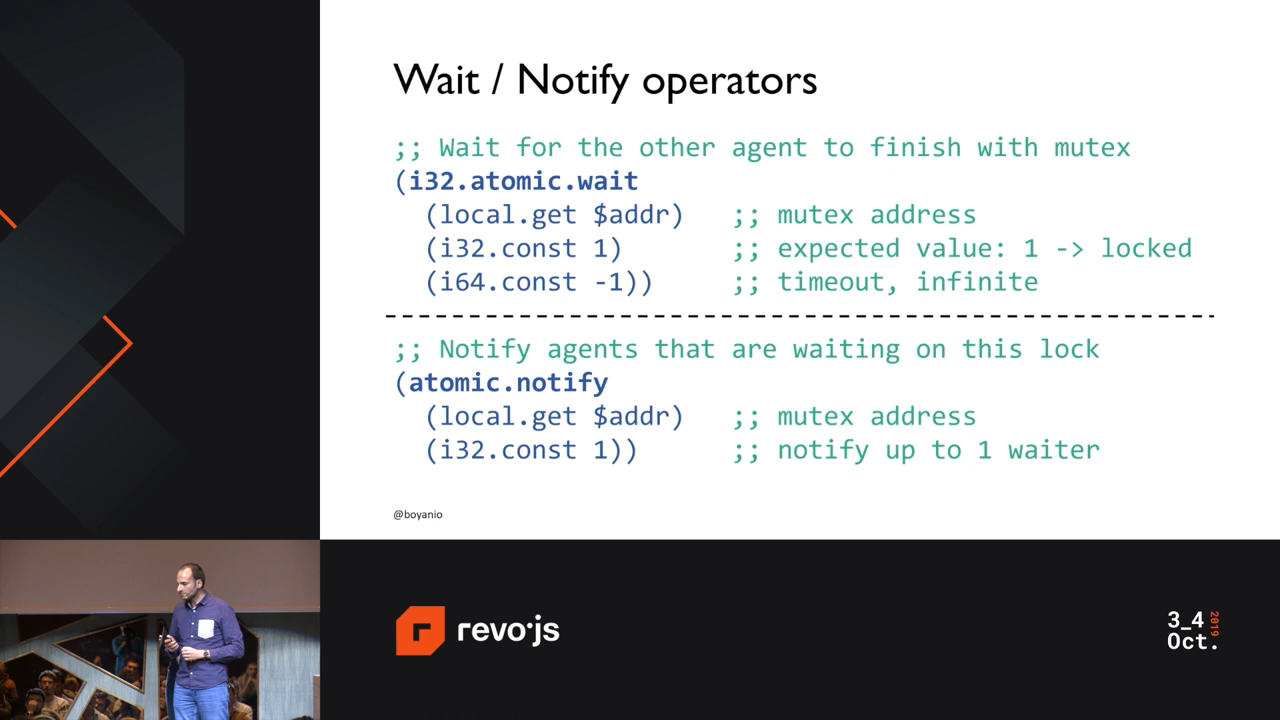 Wait / Notify operators
;; Wait for the other agent to finish with mutex
(i32.atomic.wait
(local.get $addr) ;; mutex address
(i32.const 1) ;; expected value: 1 -> locked
(i64.const -1)) ;; timeout, infinite
;; Notify agents that are waiting on this lock
(atomic.notify
(local.get $addr) ;; mutex address
(i32.const 1)) ;; notify up to 1 waiter
@boyanio
r revo·js
3_4 2019
Oct.